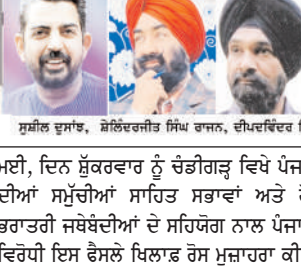 ਸੁਸ਼ੀਲ ਦੁਸਾਂਝ, ਸ਼ੇਲਿੰਦਰਜੀਤ ਸਿੰਘ ਰਾਜਨ, ਦੀਪਦਵਿੰਦਰ
ਮਈ, ਦਿਨ ਸ਼ੁੱਕਰਵਾਰ ਨੂੰ ਚੰਡੀਗੜ੍ਹ ਵਿਖੇ
ਦੀਆਂ ਸਮੁੱਚੀਆਂ ਸਾਹਿਤ ਸਭਾਵਾਂ ਅਤੇ
ਭਰਾਤਰੀ ਜਥੇਬੰਦੀਆਂ ਦੇ ਸਹਿਯੋਗ ਨਾਲ
ਵਿਰੋਧੀ ਇਸ ਫੈਸਲੇ ਖਿਲਾਫ਼ ਰੋਸ ਮੁਜ਼ਾਹਰਾ